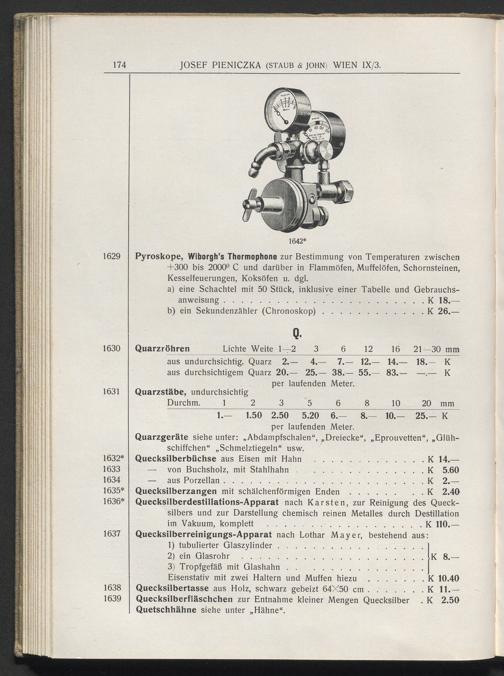 174 JOSEF PIENICZKA (STAUB & JOHN) WIEN IX/3.
1642*
1629 Pyroskope, Wiborgh's Thermophone zur Bestimmung von Temperaturen zwischen
+300 bis 2000° C und darüber in Flammöfen, Muffelöfen, Schornsteinen,
Kesselfeuerungen, Koksöfen u. dgl.
a) eine Schachtel mit 50 Stück, inklusive einer Tabelle und Gebrauchs-
anweisung . . . . . . . . . . . . . . . . . . . . . . K 18.—
b) ein Sekundenzähler (Chronoskop) . . . . . . . . . . . K 26.—
Q.
1630 Quarzröhren Lichte Weite 1—2 3 6 12 16 21—30 mm
aus undurchsichtig. Quarz 2.— 4.— 7.— 12.— 14.— 18.— K
aus durchsichtigem Quarz 20.— 25.— 38.— 55.— 83.— —.— K
per laufenden Meter.
1631 Quarzstäbe, undurchsichtig
Durchm. 1 2 3 5 6 8 10 20 mm
1.— 1.50 2.50 5.20 6.— 8.— 10.— 25.— K
per laufenden Meter.
Quarzgeräte siehe unter: „Abdampfschalen“, „Dreiecke“, „Eprouvetten“, „Glüh-
schiffchen“ „Schmelztiegeln“ usw.
1632* Quecksilberbüchse aus Eisen mit Hahn . . . . . . . . . . . . K 14.—
1633 — von Buchsholz, mit Stahlhahn . . . . . . . . . . . K 5.60
1634 — aus Porzellan . . . . . . . . . . . . . . . . . . . K 2.—
1635* Quecksilberzangen mit schälchenförmigen Enden . . . . . . . . K 2.40
1636* Quecksilberdestillations-Apparat nach Karsten, zur Reinigung des Queck-
silbers und zur Darstellung chemisch reinen Metalles durch Destillation
im Vakuum, komplett . . . . . . . . . . . . . . . . K 110.—
1637 Quecksilberreinigungs-Apparat nach Lothar Mayer, bestehend aus:
1) tubulierter Glaszylinder . . . . . . . . . . . . . . .
2) ein Glasrohr . . . . . . . . . . . . . . . . . . . K 8.—
3) Tropfgefäß mit Glashahn . . . . . . . . . . . . . . .
Eisenstativ mit zwei Haltern und Muffen hiezu . . . . . . . K 10.40
1638 Quecksilbertasse aus Holz, schwarz gebeizt 64×50 cm . . . . . . . K 11.—
1639 Quecksilberfläschchen zur Entnahme kleiner Mengen Quecksilber . K 2.50
Quetschhähne siehe unter „Hähne“.